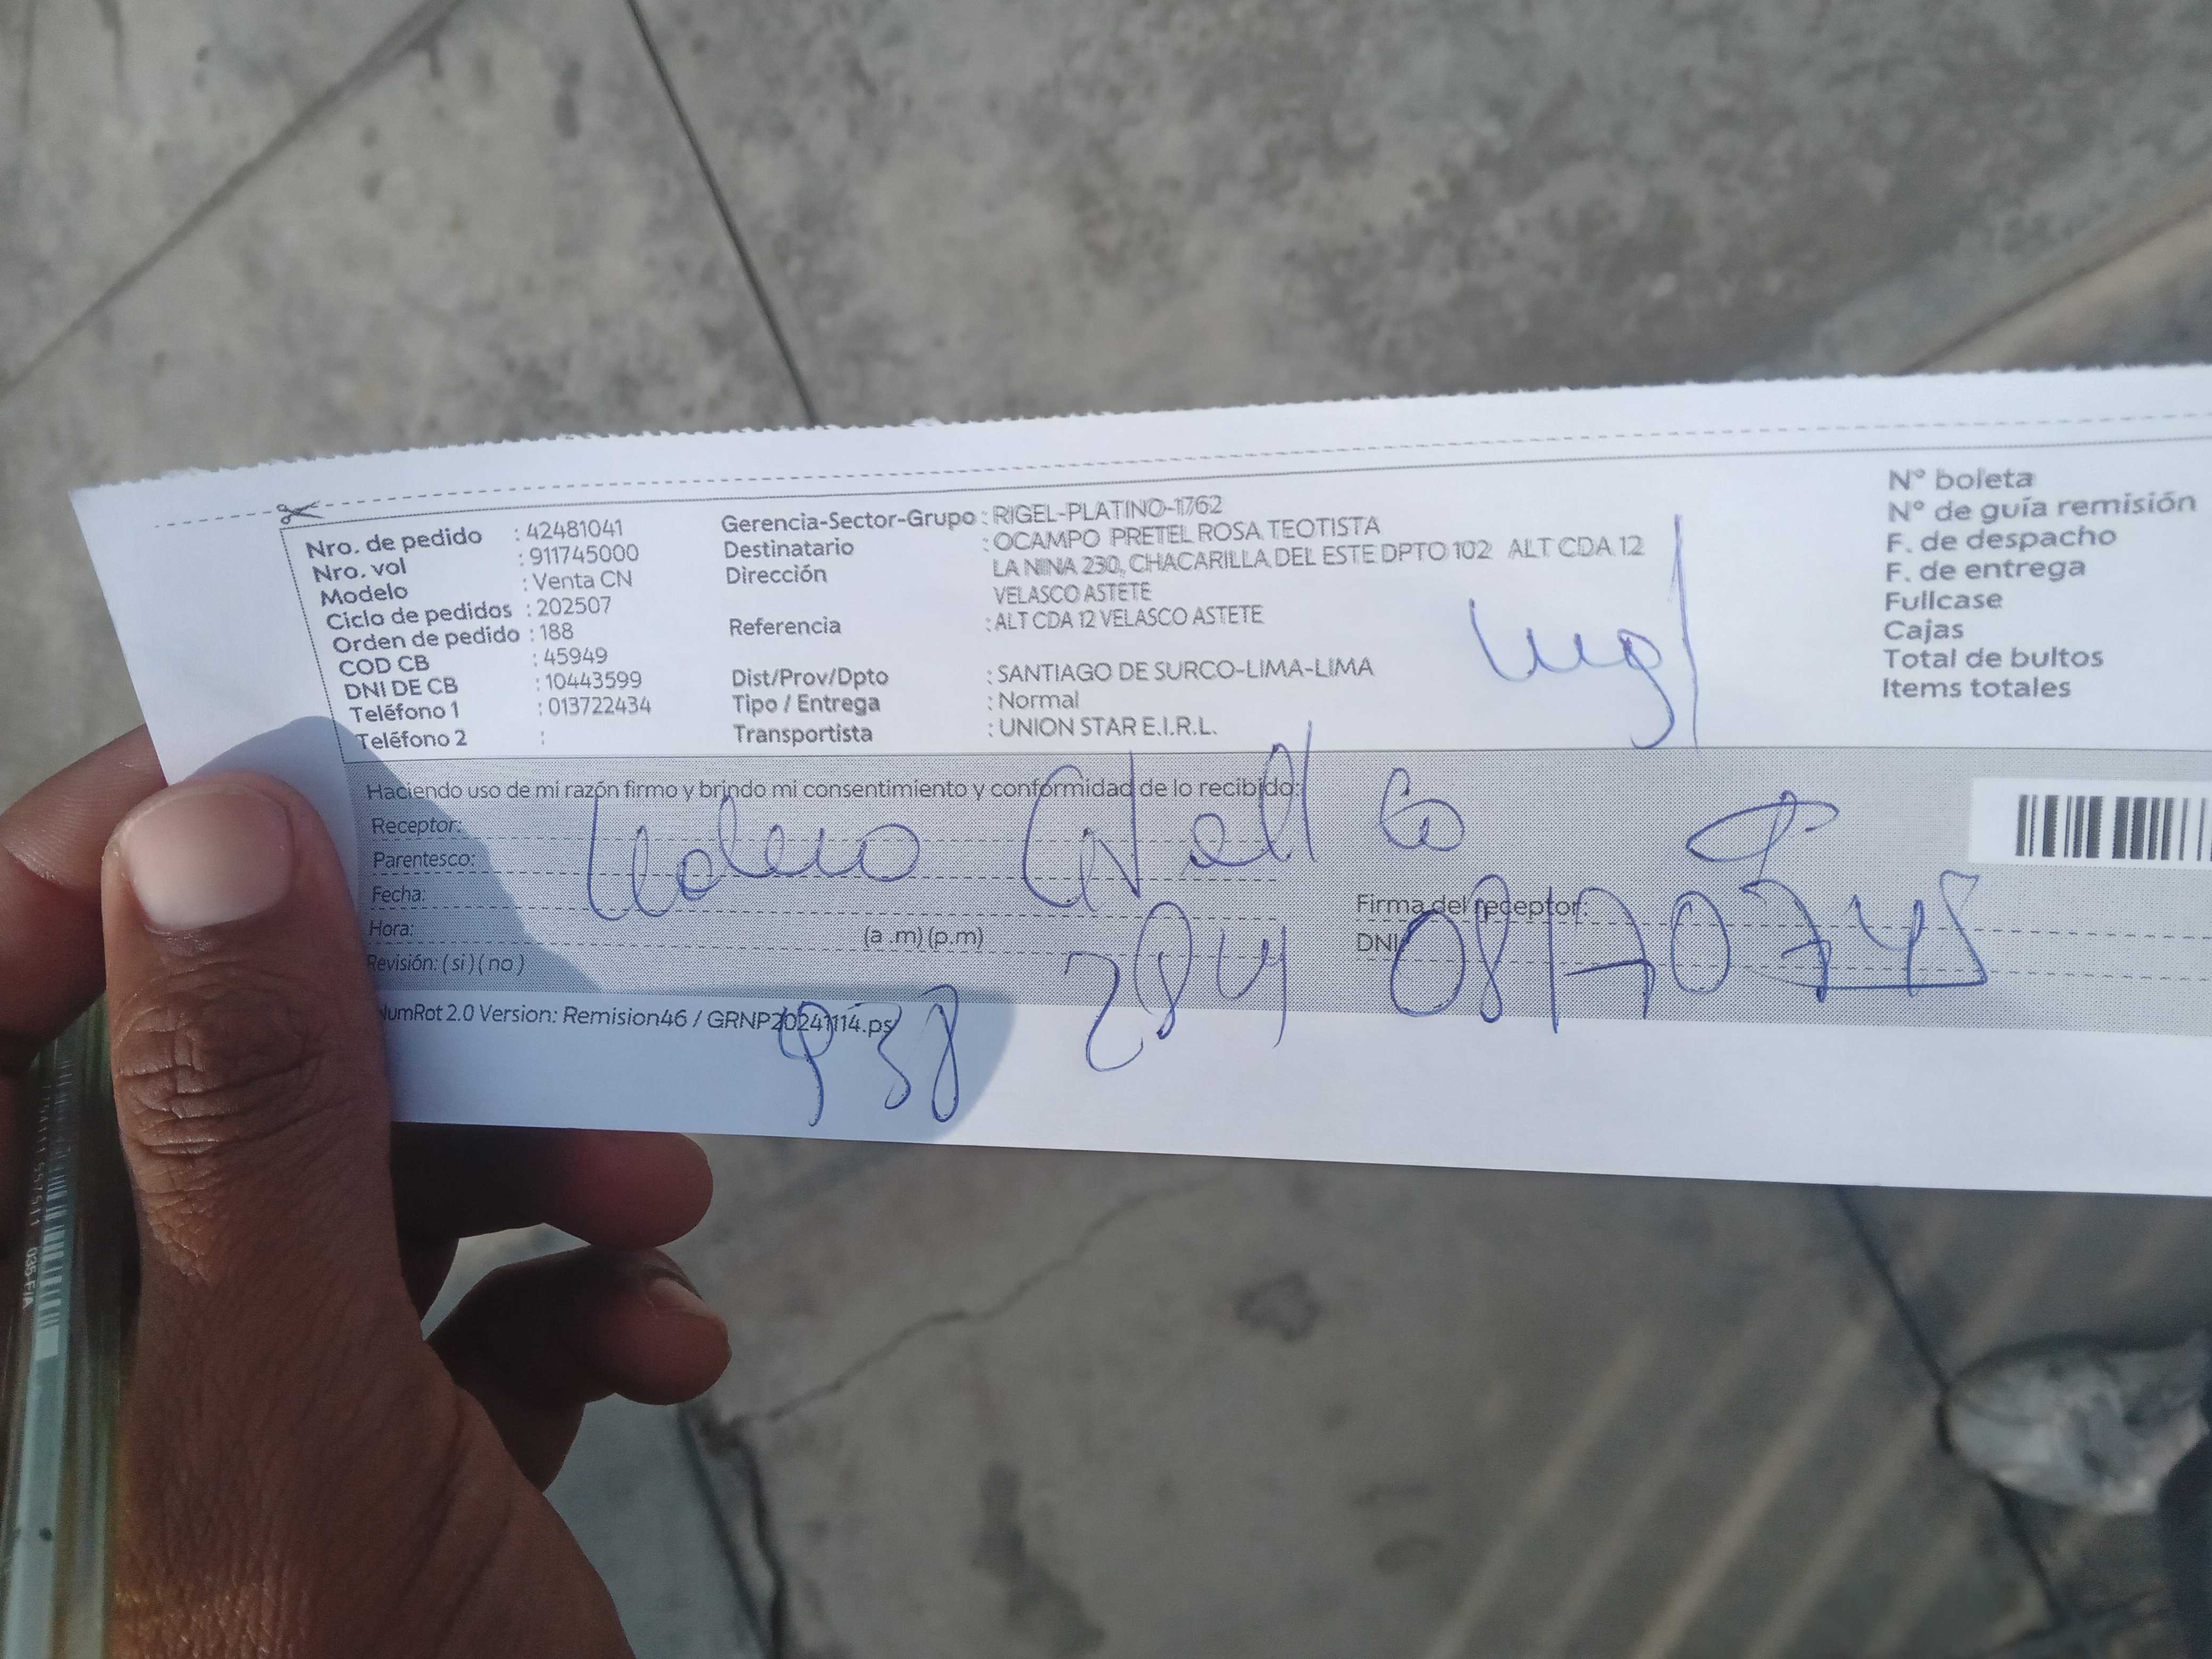 Nro. de pedido : 42481041
Nro. vol : 911745000
Modelo : Venta CN
Ciclo de pedidos : 202507
Orden de pedido : 188
COD CB : 45949
DNI DE CB : 10443599
Teléfono 1 : 013722434
Teléfono 2 :
Gerencia-Sector-Grupo : RIGEL-PLATINO-1762
Destinatario : OCAMPO PRETEL ROSA TEOTISTA
Dirección LA NINA 230, CHACARILLA DEL ESTE DPTO 102 ALT CDA 12
VELASCO ASTETE
Referencia : ALT CDA 12 VELASCO ASTETE
Dist/Prov/Dpto : SANTIAGO DE SURCO-LIMA-LIMA
Tipo / Entrega : Normal
Transportista : UNION STAR E.I.R.L.
N° boleta
N° de guía remisión
F. de despacho
F. de entrega
Fullcase
Cajas
Total de bultos
Items totales
Haciendo uso de mi razón firmo y brindo mi consentimiento y conformidad de lo recibido:
Receptor:
Parentesco:
Fecha:
Hora: (a .m) (p.m)
Revisión: ( si ) ( no )
Firma del receptor:
DNI
938 284
NumRot 2.0 Version: Remision46 / GRNP20241114.ps